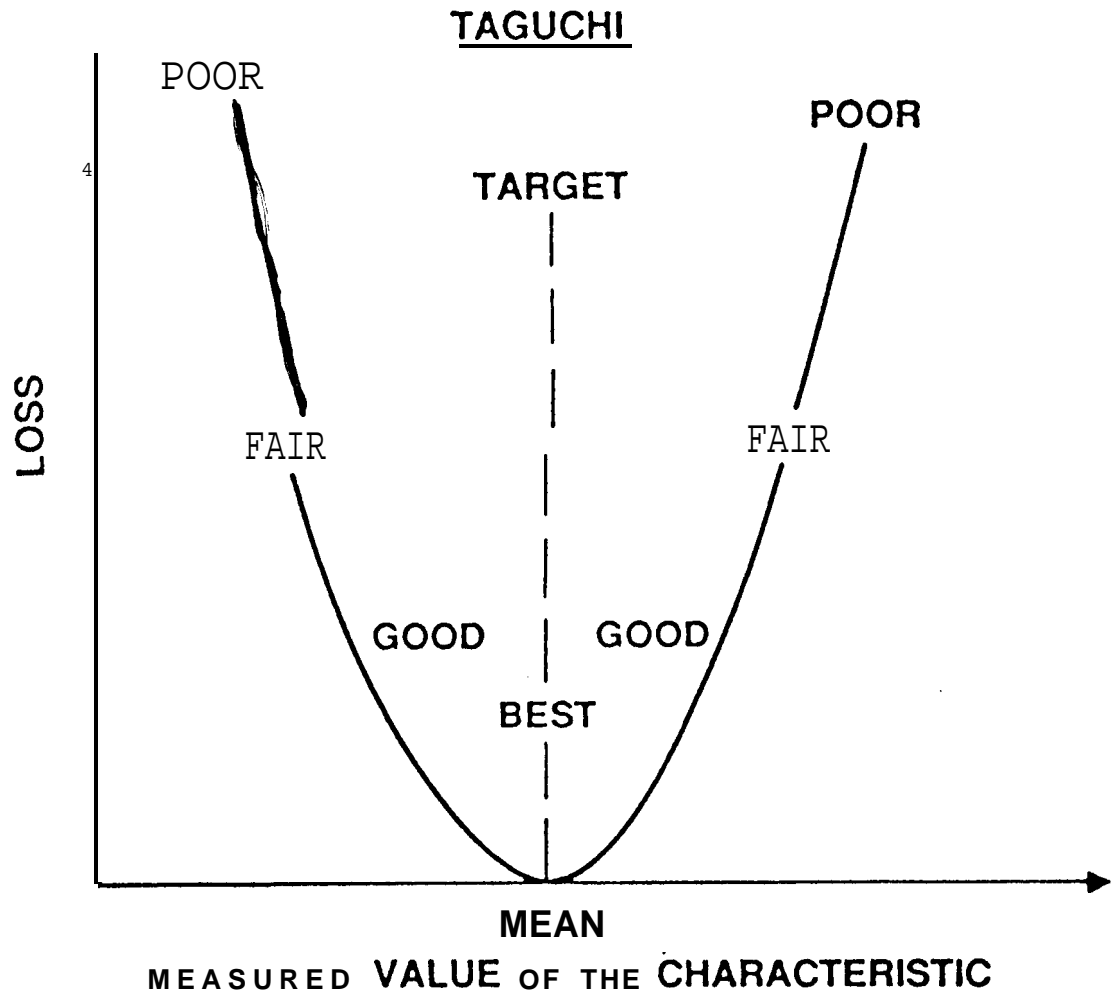 TAGUCHI
POOR
POOR
4
TARGET
LOSS
FAIR
FAIR
GOOD
GOOD
BEST
MEAN
MEASURED VALUE OF THE CHARACTERISTIC